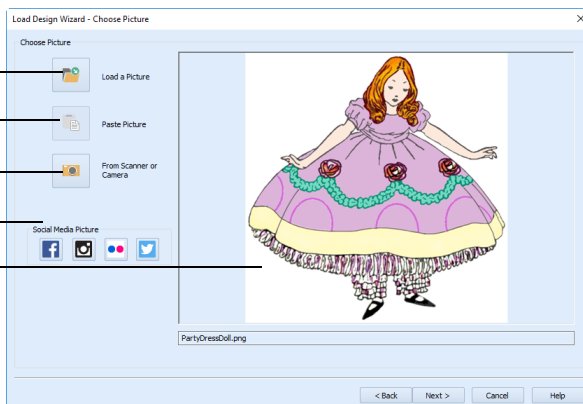 Load Design Wizard - Choose Picture
Choose Picture
Load a Picture
Paste Picture
From Scanner or
Camera
Social Media Picture
PartyDressDoll.png
< Back
Next >
Cancel
Help